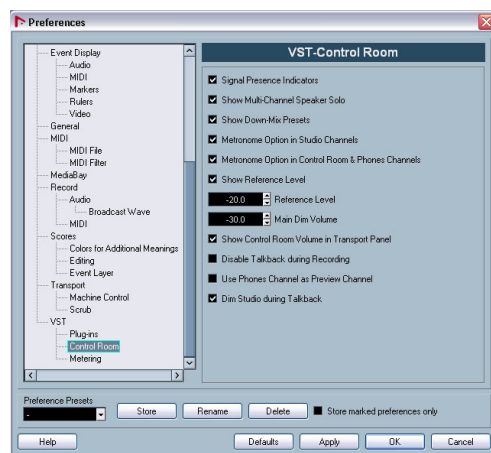 Preferences
Event Display
Audio
MIDI
Markers
Rulers
Video
General
MIDI
MIDI File
MIDI Filter
MediaBay
Record
Audio
Broadcast Wave
MIDI
Scores
Colors for Additional Meanings
Editing
Event Layer
Transport
Machine Control
Scrub
VST
Plug-ins
Control Room
Metering
VST-Control Room
Signal Presence Indicators
Show Multi-Channel Speaker Solo
Show Down-Mix Presets
Metronome Option in Studio Channels
Metronome Option in Control Room & Phones Channels
Show Reference Level
-20.0 Reference Level
-30.0 Main Dim Volume
Show Control Room Volume in Transport Panel
Disable Talkback during Recording
Use Phones Channel as Preview Channel
Dim Studio during Talkback
Preference Presets
- Store Rename Delete Store marked preferences only
Help Defaults Apply OK Cancel